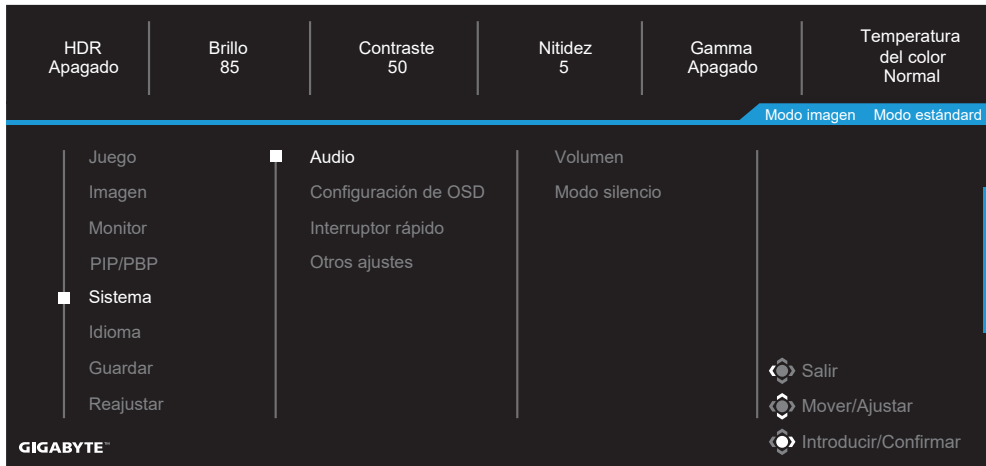 HDR
Apagado
Brillo
85
Contraste
50
Nitidez
5
Gamma
Apagado
Temperatura
del color
Normal
Modo imagen Modo estándard
Juego
Imagen
Monitor
PIP/PBP
Sistema
Idioma
Guardar
Reajustar
Audio
Configuración de OSD
Interruptor rápido
Otros ajustes
Volumen
Modo silencio
Salir
Mover/Ajustar
Introducir/Confirmar
GIGABYTE™